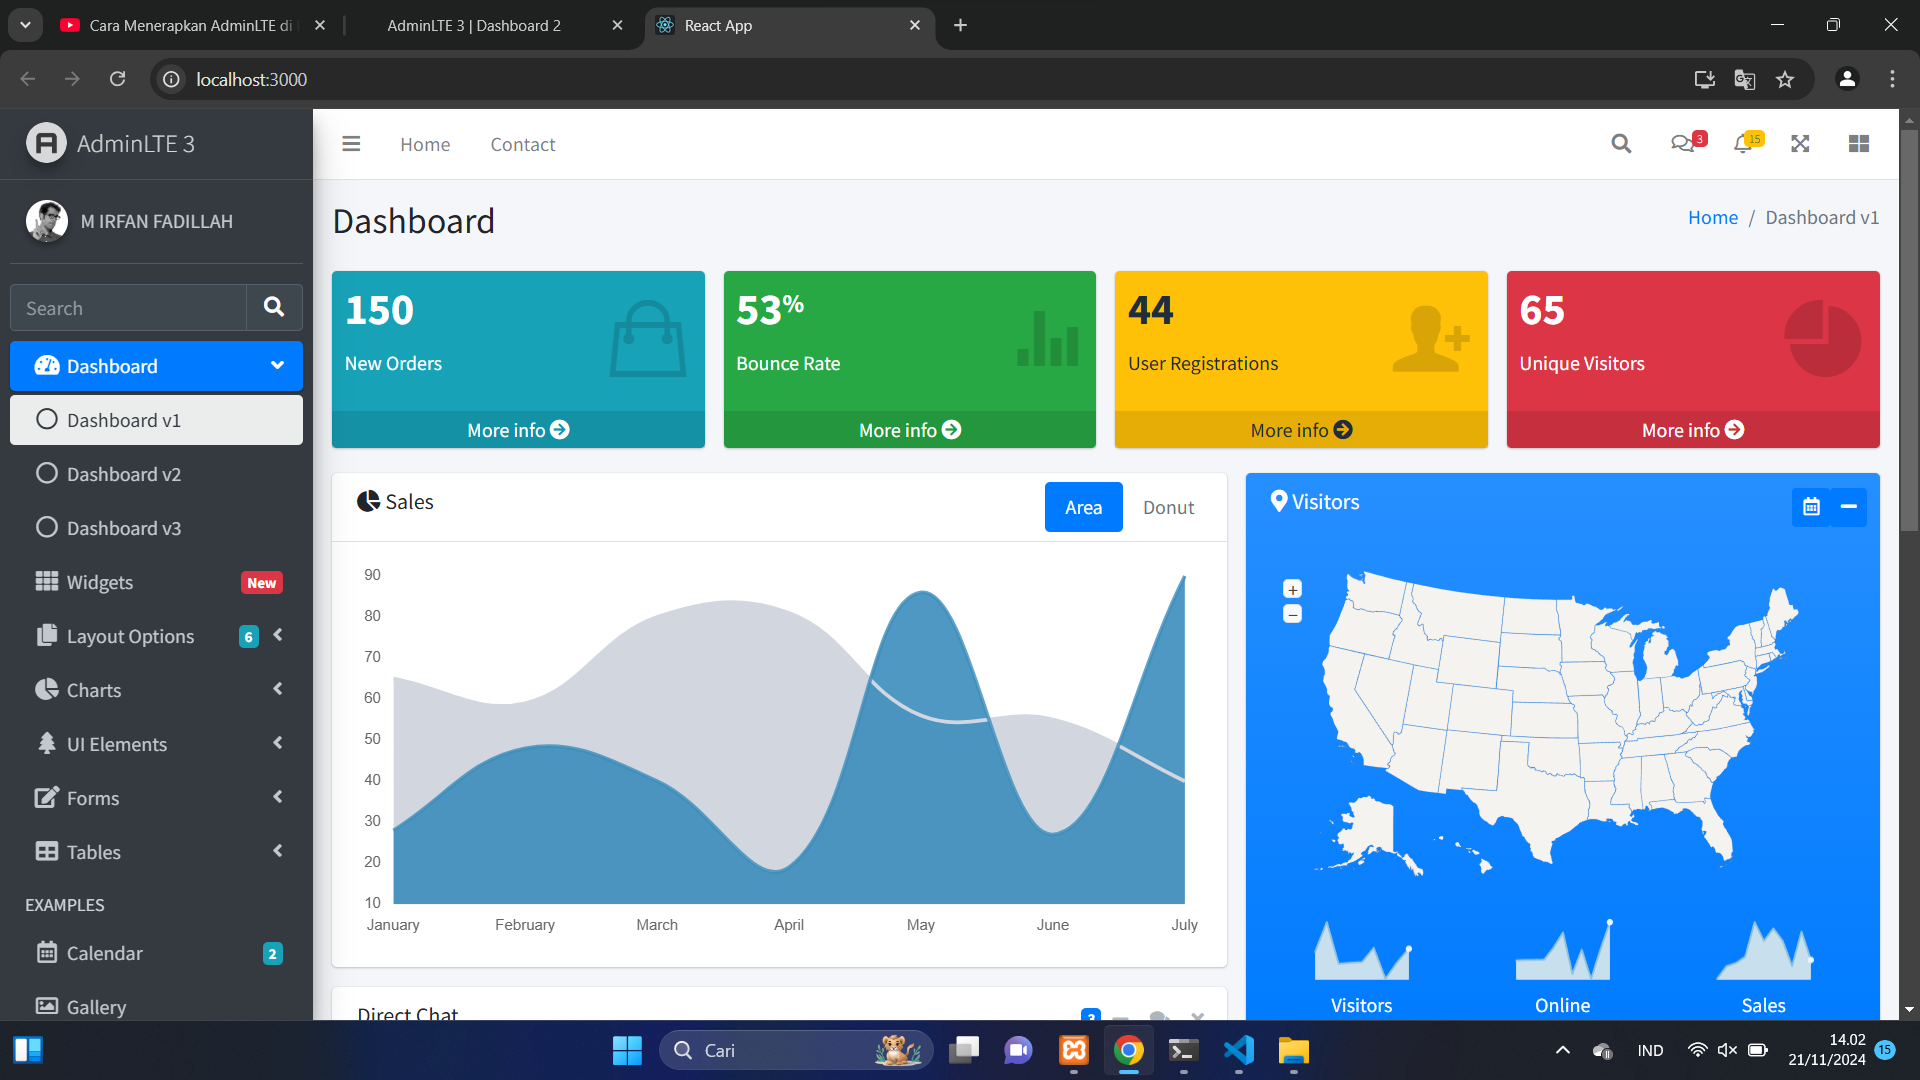 Cara Menerapkan AdminLTE di
AdminLTE 3 | Dashboard 2
React App
localhost:3000
AdminLTE 3
Home
Contact
3
15
M IRFAN FADILLAH
Dashboard
Home / Dashboard v1
Search
150
New Orders
More info
53%
Bounce Rate
More info
44
User Registrations
More info
65
Unique Visitors
More info
Dashboard
Dashboard v1
Dashboard v2
Dashboard v3
Widgets New
Layout Options 6
Charts
UI Elements
Forms
Tables
EXAMPLES
Calendar 2
Gallery
Sales
Area
Donut
90
80
70
60
50
40
30
20
10
January February March April May June July
Visitors
+
−
Visitors
Online
Sales
Direct Chat
3
Cari
IND
14.02
21/11/2024
15